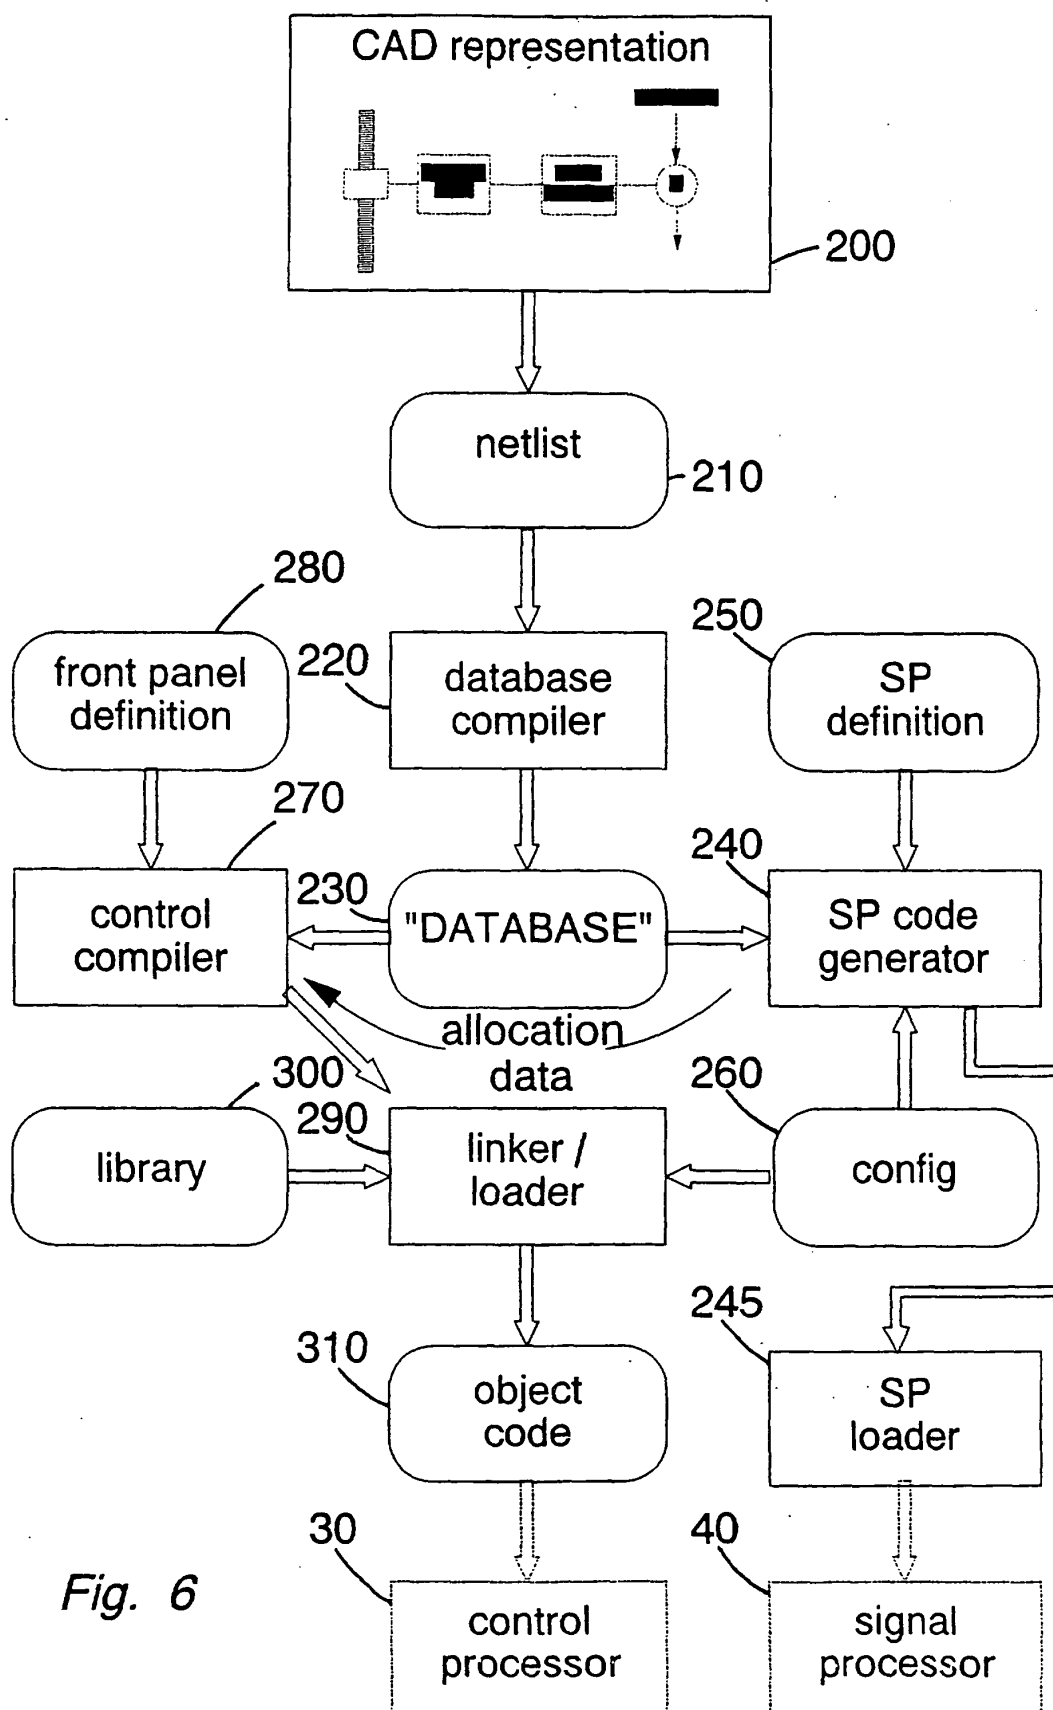 CAD representation
200
netlist
210
280
front panel
definition
220
database
compiler
250
SP
definition
270
control
compiler
230
"DATABASE"
240
SP code
generator
allocation
data
300
library
290
linker /
loader
260
config
310
object
code
245
SP
loader
30
control
processor
40
signal
processor
Fig. 6